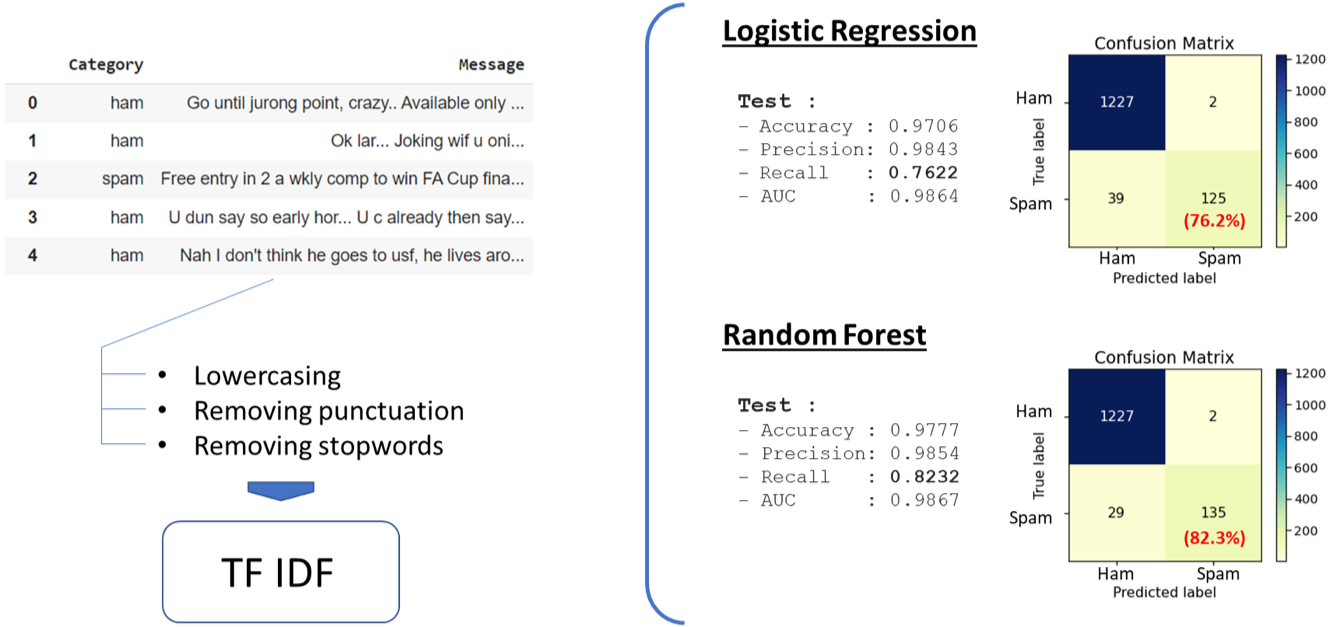 Category Message
0 ham Go until jurong point, crazy.. Available only ...
1 ham Ok lar... Joking wif u oni...
2 spam Free entry in 2 a wkly comp to win FA Cup fina...
3 ham U dun say so early hor... U c already then say...
4 ham Nah I don't think he goes to usf, he lives aro...
• Lowercasing
• Removing punctuation
• Removing stopwords
TF IDF
Logistic Regression
Test :
- Accuracy : 0.9706
- Precision: 0.9843
- Recall : 0.7622
- AUC : 0.9864
Confusion Matrix
True label
Ham 1227 2
Spam 39 125
(76.2%)
Ham Spam
Predicted label
1200
1000
800
600
400
200
Random Forest
Test :
- Accuracy : 0.9777
- Precision: 0.9854
- Recall : 0.8232
- AUC : 0.9867
Confusion Matrix
True label
Ham 1227 2
Spam 29 135
(82.3%)
Ham Spam
Predicted label
1200
1000
800
600
400
200